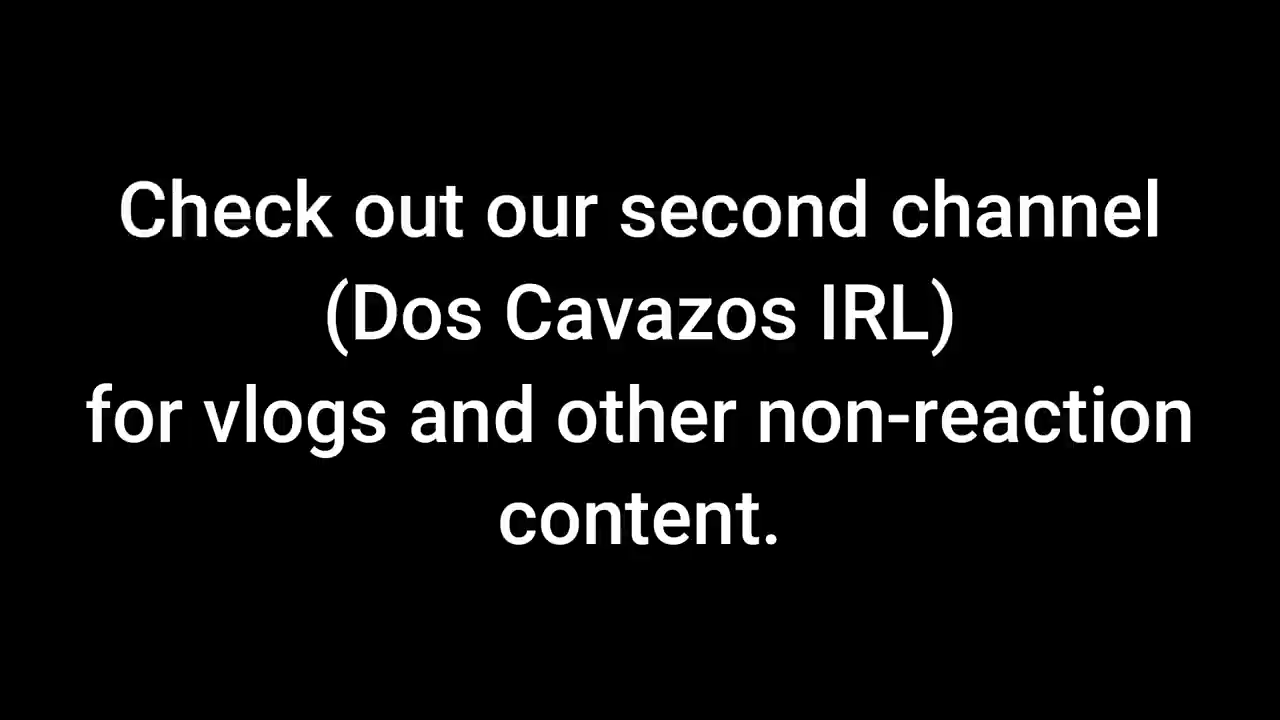 Check out our second channel
(Dos Cavazos IRL)
for vlogs and other non-reaction
content.